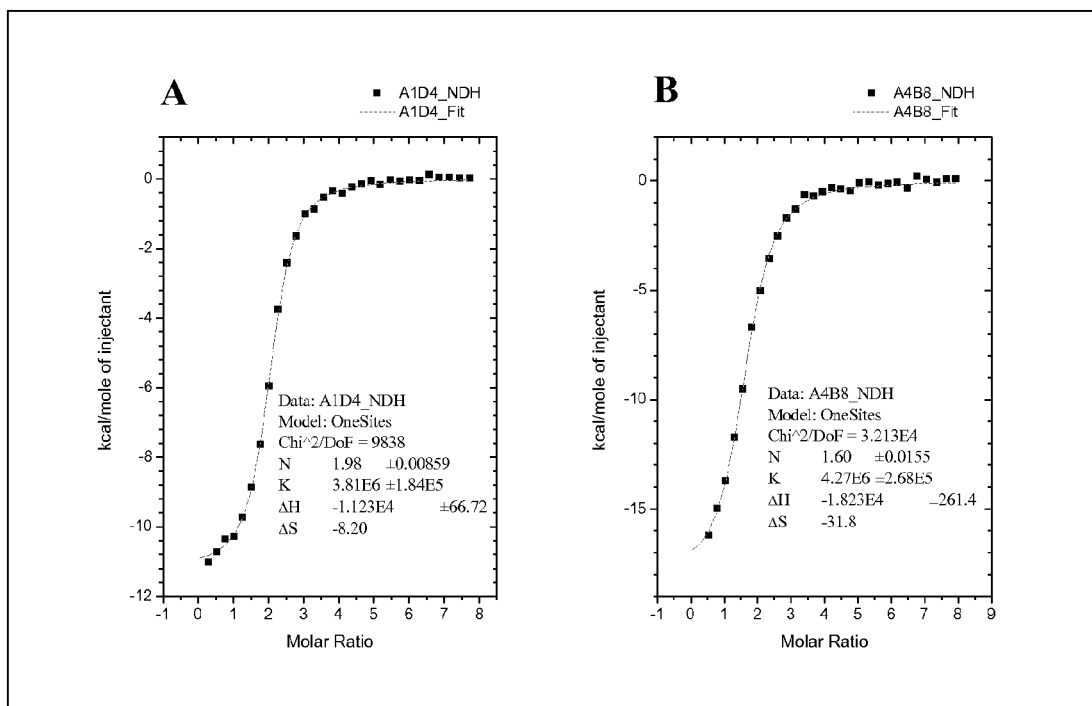 A
A1D4_NDH
A1D4_Fit
0
-2
-4
-6
-8
-10
-12
kcal/mole of injectant
Data: A1D4_NDH
Model: OneSites
Chi^2/DoF = 9838
N 1.98 ±0.00859
K 3.81E6 ±1.84E5
ΔH -1.123E4 ±66.72
ΔS -8.20
-1 0 1 2 3 4 5 6 7 8
Molar Ratio
B
A4B8_NDH
A4B8_Fit
0
-5
-10
-15
kcal/mole of injectant
Data: A4B8_NDH
Model: OneSites
Chi^2/DoF = 3.213E4
N 1.60 ±0.0155
K 4.27E6 ±2.68E5
ΔH -1.823E4 ±261.4
ΔS -31.8
-1 0 1 2 3 4 5 6 7 8 9
Molar Ratio